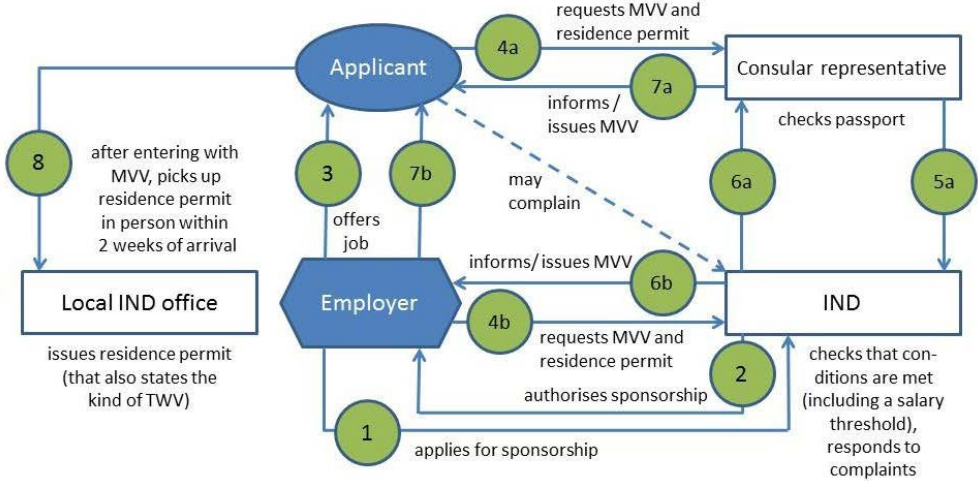 requests MVV and
residence permit
4a
Applicant
Consular representative
7a
informs /
issues MVV
checks passport
8
after entering with
MVV, picks up
residence permit
in person within
2 weeks of arrival
3
7b
may
complain
6a
5a
offers
job
informs/issues MVV
6b
Local IND office
Employer
IND
4b
requests MVV and
residence permit
issues residence permit
(that also states the
kind of TWV)
2
authorises sponsorship
checks that con-
ditions are met
(including a salary
threshold),
responds to
complaints
1
applies for sponsorship